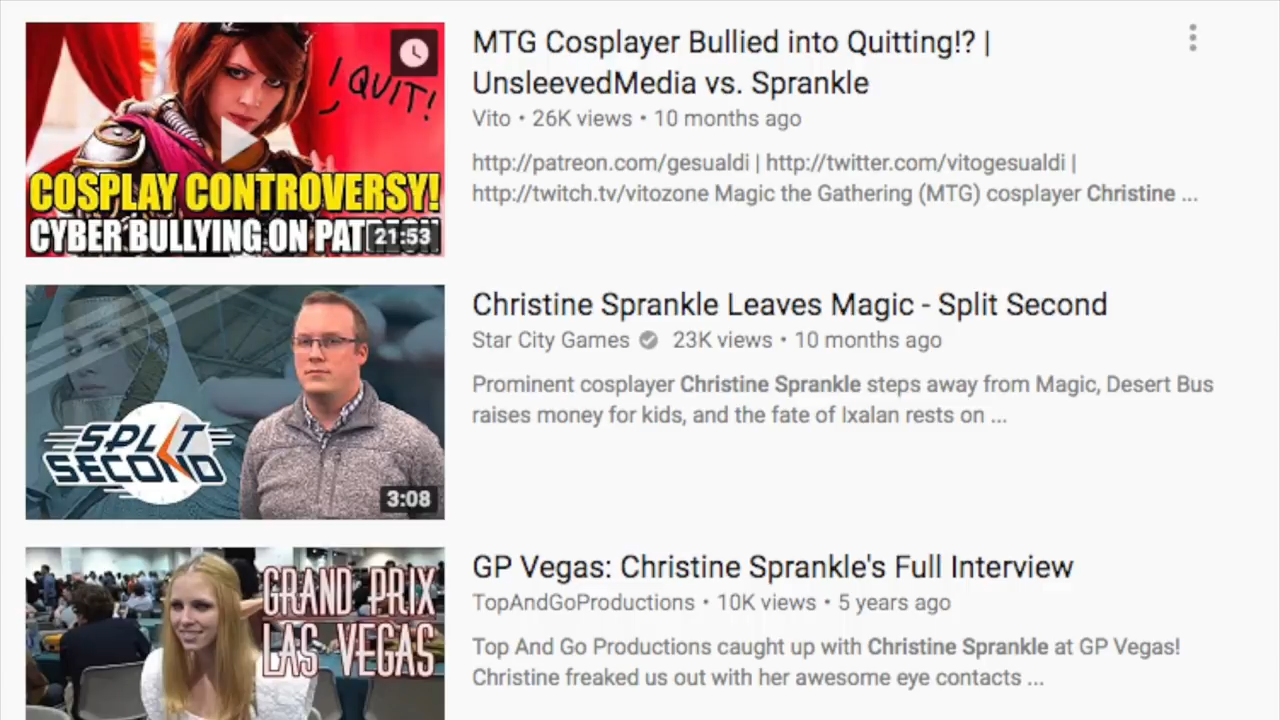 I QUIT!
COSPLAY CONTROVERSY!
CYBER BULLYING ON
21:53
MTG Cosplayer Bullied into Quitting!? |
UnsleevedMedia vs. Sprankle
Vito • 26K views • 10 months ago
http://patreon.com/gesualdi | http://twitter.com/vitogesualdi |
http://twitch.tv/vitozone Magic the Gathering (MTG) cosplayer Christine ...
SPLIT
SECOND
3:08
Christine Sprankle Leaves Magic - Split Second
Star City Games 23K views • 10 months ago
Prominent cosplayer Christine Sprankle steps away from Magic, Desert Bus
raises money for kids, and the fate of Ixalan rests on ...
GRAND PRIX
LAS VEGAS
GP Vegas: Christine Sprankle's Full Interview
TopAndGoProductions • 10K views • 5 years ago
Top And Go Productions caught up with Christine Sprankle at GP Vegas!
Christine freaked us out with her awesome eye contacts ...